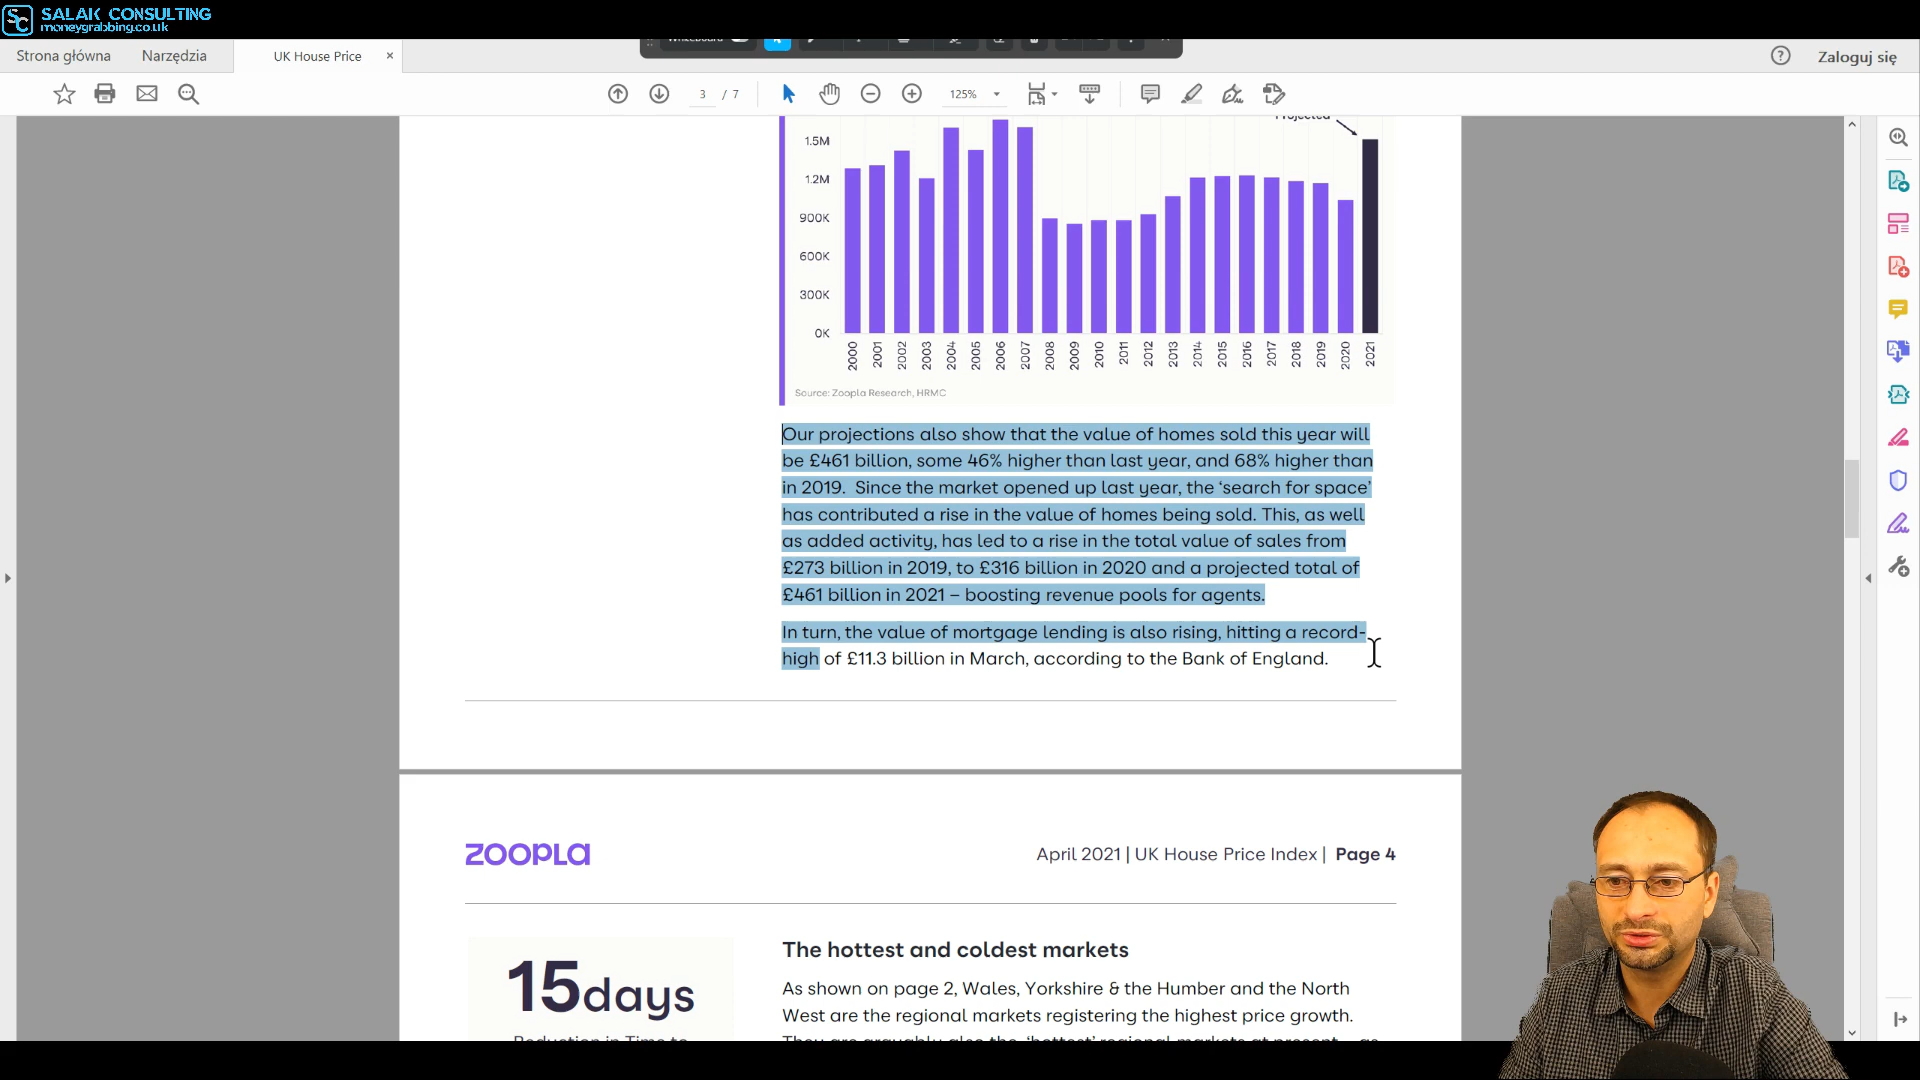 SALAK CONSULTING
moneygrabbing.co.uk
Strona główna Narzędzia UK House Price × Zaloguj się
3 / 7 125%
1.5M
1.2M
900K
600K
300K
0K
2000 2001 2002 2003 2004 2005 2006 2007 2008 2009 2010 2011 2012 2013 2014 2015 2016 2017 2018 2019 2020 2021
Source: Zoopla Research, HRMC
Our projections also show that the value of homes sold this year will
be £461 billion, some 46% higher than last year, and 68% higher than
in 2019. Since the market opened up last year, the ‘search for space’
has contributed a rise in the value of homes being sold. This, as well
as added activity, has led to a rise in the total value of sales from
£273 billion in 2019, to £316 billion in 2020 and a projected total of
£461 billion in 2021 – boosting revenue pools for agents.
In turn, the value of mortgage lending is also rising, hitting a record-
high of £11.3 billion in March, according to the Bank of England.
ZOOPLA
April 2021 | UK House Price Index | Page 4
15days
The hottest and coldest markets
As shown on page 2, Wales, Yorkshire & the Humber and the North
West are the regional markets registering the highest price growth.